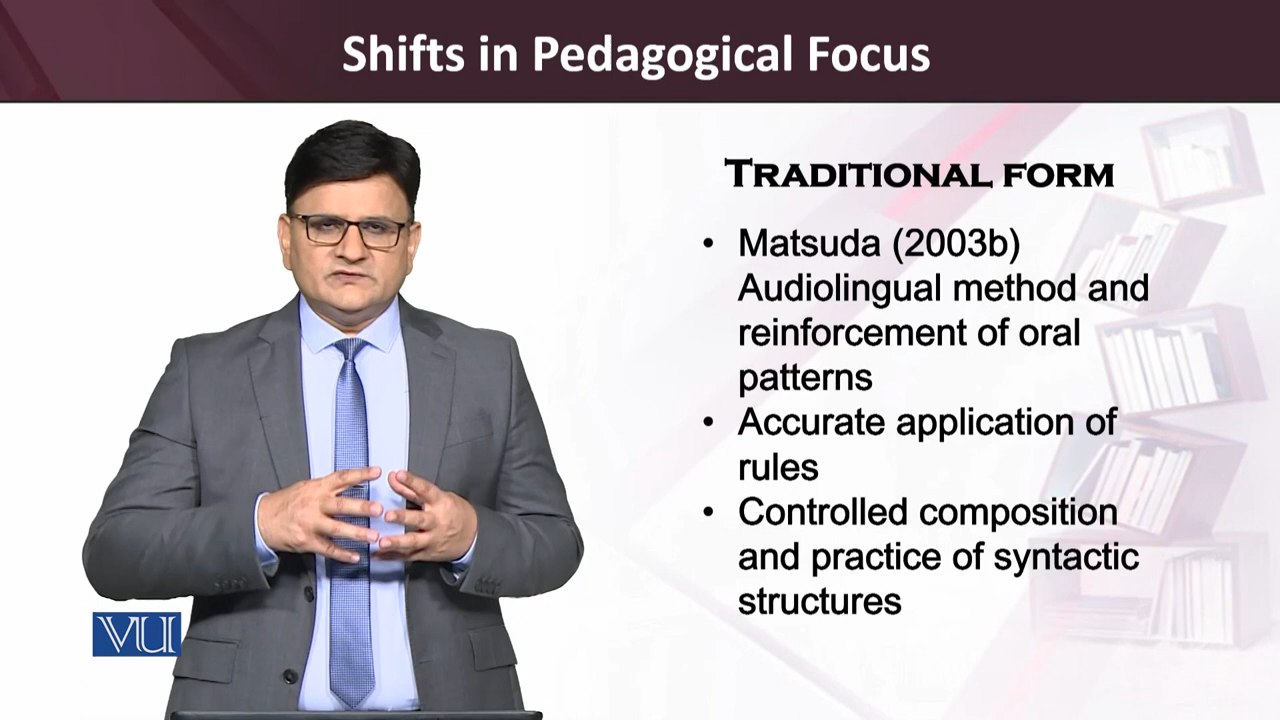 Shifts in Pedagogical Focus
TRADITIONAL FORM
• Matsuda (2003b)
Audiolingual method and
reinforcement of oral
patterns
• Accurate application of
rules
• Controlled composition
and practice of syntactic
structures
VU